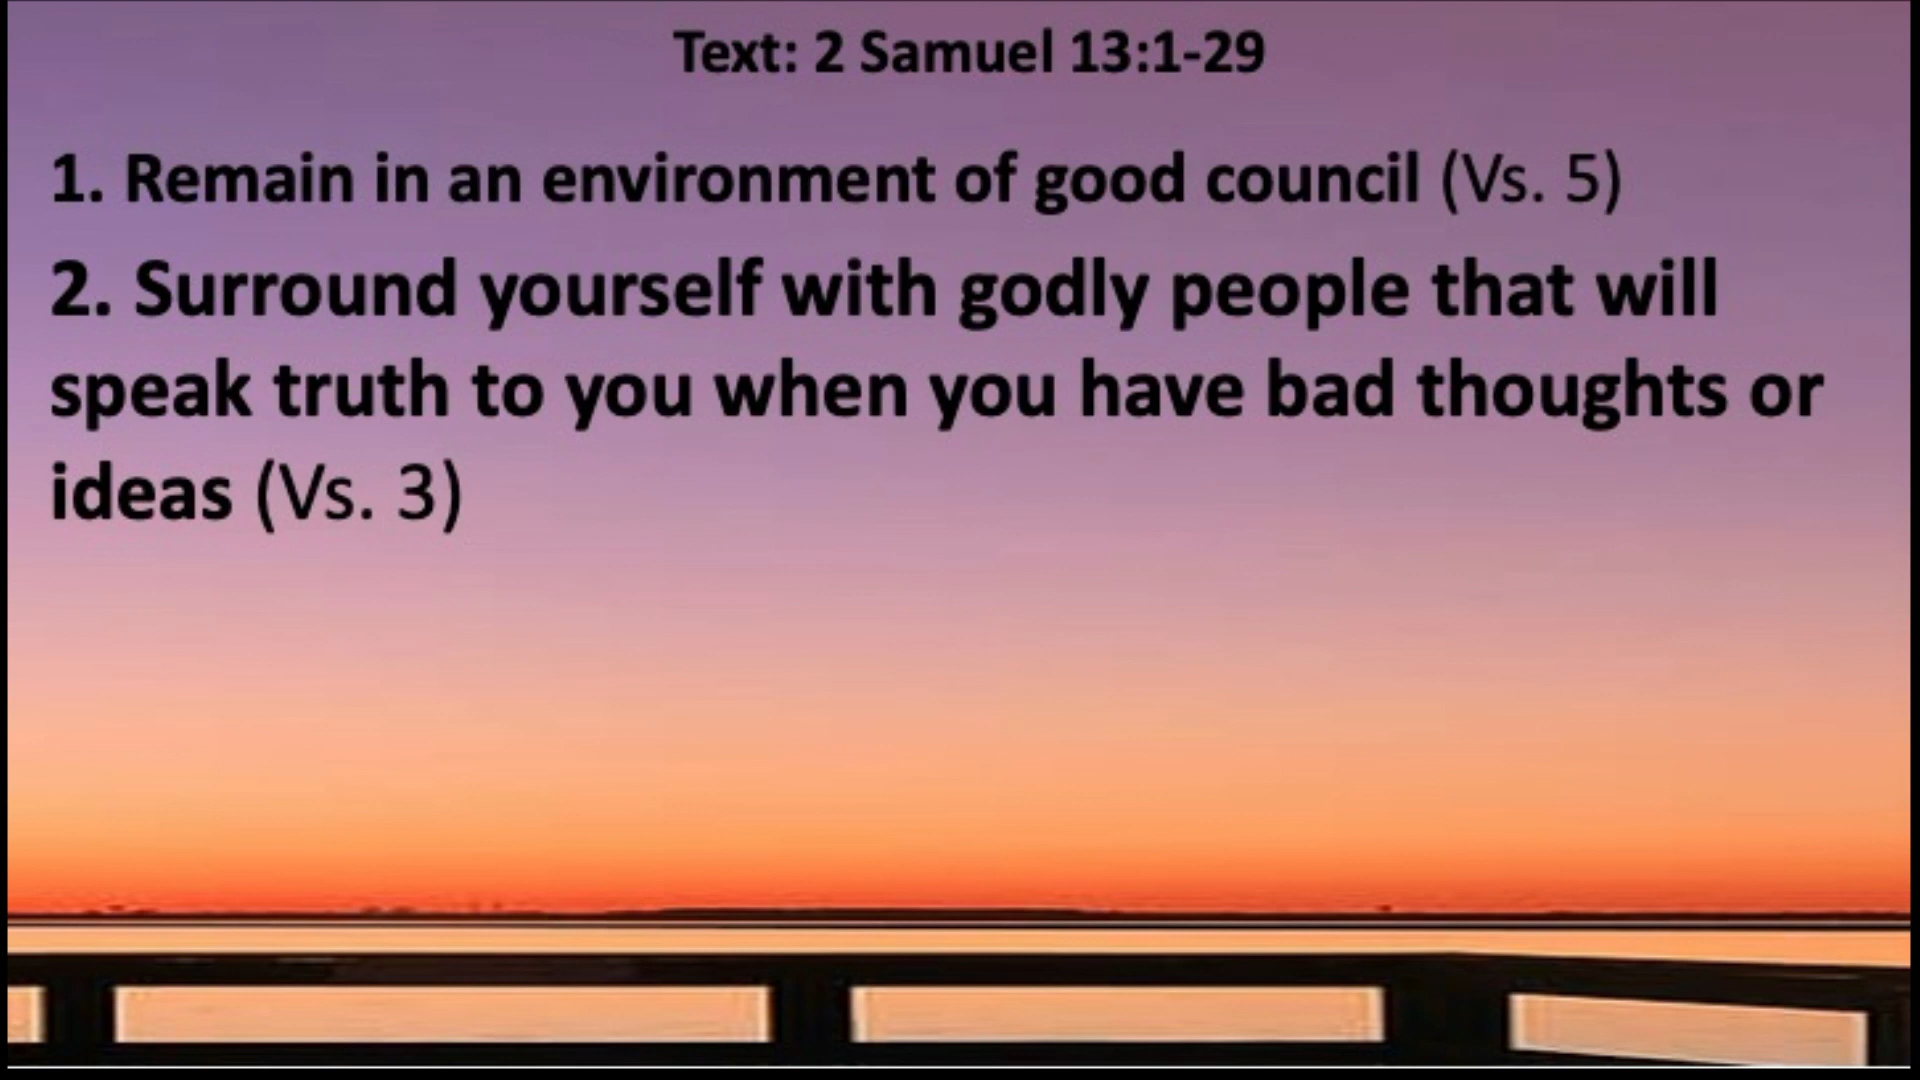 Text: 2 Samuel 13:1-29
1. Remain in an environment of good council (Vs. 5)
2. Surround yourself with godly people that will
speak truth to you when you have bad thoughts or
ideas (Vs. 3)